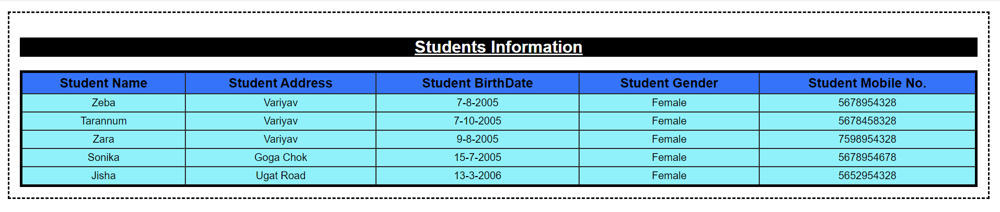 Students Information
Student Name Student Address Student BirthDate Student Gender Student Mobile No.
Zeba Variyav 7-8-2005 Female 5678954328
Tarannum Variyav 7-10-2005 Female 5678458328
Zara Variyav 9-8-2005 Female 7598954328
Sonika Goga Chok 15-7-2005 Female 5678954678
Jisha Ugat Road 13-3-2006 Female 5652954328